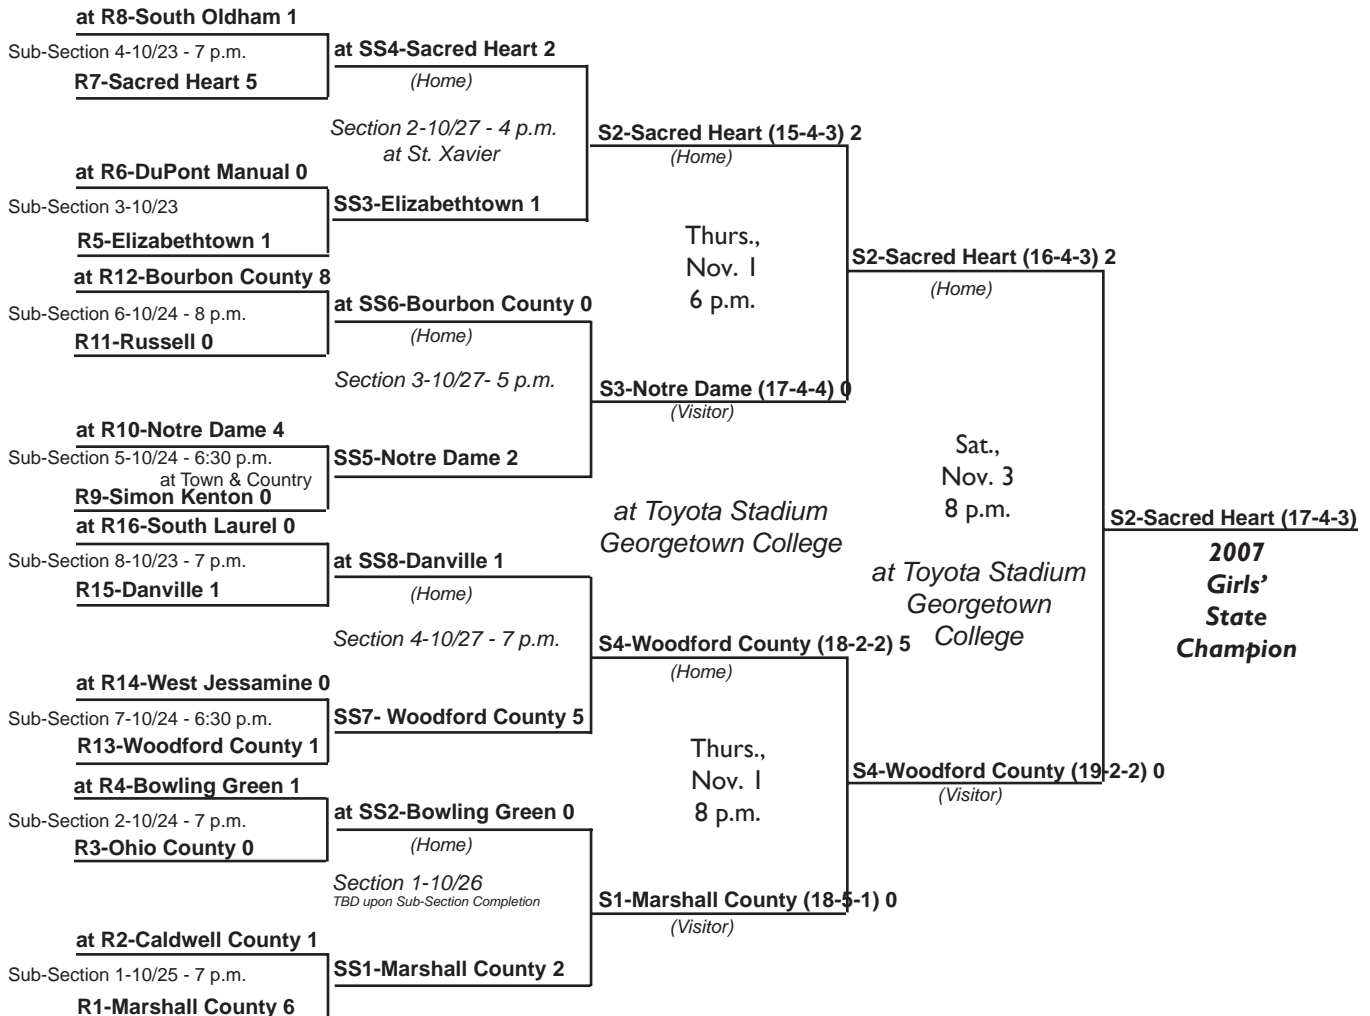 at R8-South Oldham 1
Sub-Section 4-10/23 - 7 p.m.
R7-Sacred Heart 5
at SS4-Sacred Heart 2
(Home)
Section 2-10/27 - 4 p.m.
at St. Xavier
at R6-DuPont Manual 0
Sub-Section 3-10/23
R5-Elizabethtown 1
SS3-Elizabethtown 1
S2-Sacred Heart (15-4-3) 2
(Home)
Thurs.,
Nov. 1
6 p.m.
at R12-Bourbon County 8
Sub-Section 6-10/24 - 8 p.m.
R11-Russell 0
at SS6-Bourbon County 0
(Home)
Section 3-10/27- 5 p.m.
at R10-Notre Dame 4
Sub-Section 5-10/24 - 6:30 p.m.
at Town & Country
R9-Simon Kenton 0
SS5-Notre Dame 2
S3-Notre Dame (17-4-4) 0
(Visitor)
S2-Sacred Heart (16-4-3) 2
(Home)
at Toyota Stadium
Georgetown College
Sat.,
Nov. 3
8 p.m.
at Toyota Stadium
Georgetown
College
S2-Sacred Heart (17-4-3)
2007
Girls'
State
Champion
at R16-South Laurel 0
Sub-Section 8-10/23 - 7 p.m.
R15-Danville 1
at SS8-Danville 1
(Home)
Section 4-10/27 - 7 p.m.
at R14-West Jessamine 0
Sub-Section 7-10/24 - 6:30 p.m.
R13-Woodford County 1
SS7- Woodford County 5
S4-Woodford County (18-2-2) 5
(Home)
Thurs.,
Nov. 1
8 p.m.
S4-Woodford County (19-2-2) 0
(Visitor)
at R4-Bowling Green 1
Sub-Section 2-10/24 - 7 p.m.
R3-Ohio County 0
at SS2-Bowling Green 0
(Home)
Section 1-10/26
TBD upon Sub-Section Completion
S1-Marshall County (18-5-1) 0
(Visitor)
at R2-Caldwell County 1
Sub-Section 1-10/25 - 7 p.m.
R1-Marshall County 6
SS1-Marshall County 2